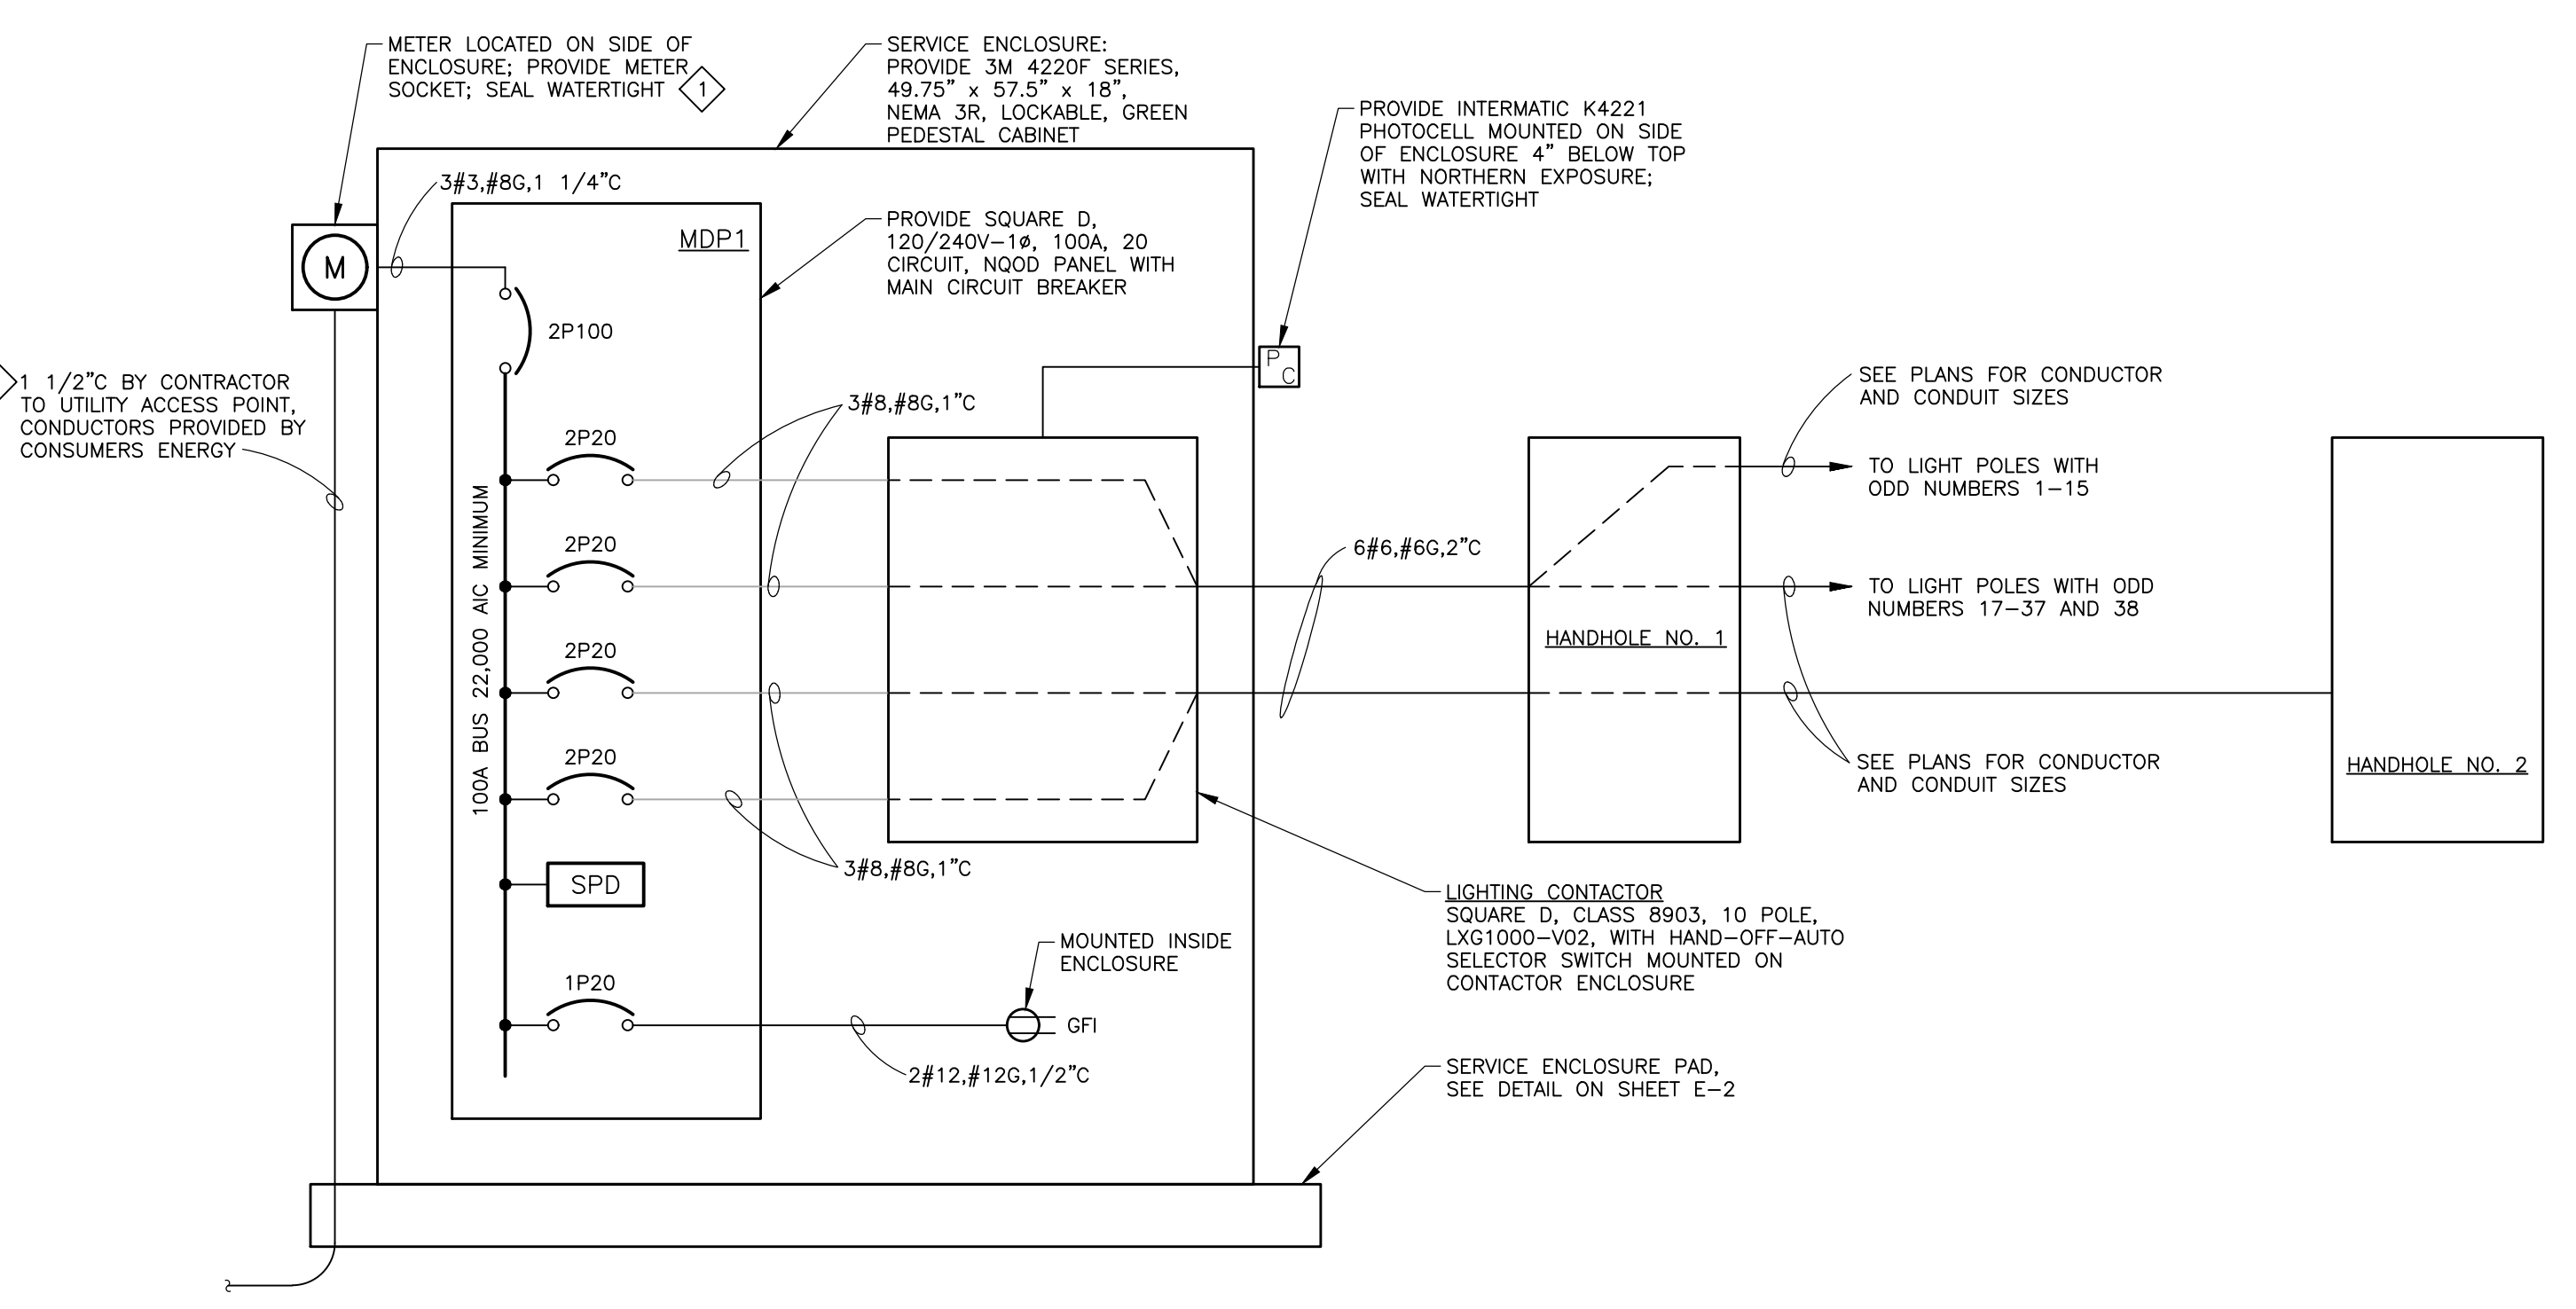 METER LOCATED ON SIDE OF
ENCLOSURE; PROVIDE METER
SOCKET; SEAL WATERTIGHT
1
SERVICE ENCLOSURE:
PROVIDE 3M 4220F SERIES,
49.75" x 57.5" x 18",
NEMA 3R, LOCKABLE, GREEN
PEDESTAL CABINET
PROVIDE INTERMATIC K4221
PHOTOCELL MOUNTED ON SIDE
OF ENCLOSURE 4" BELOW TOP
WITH NORTHERN EXPOSURE;
SEAL WATERTIGHT
3#3,#8G,1 1/4"C
M
MDP1
PROVIDE SQUARE D,
120/240V-1ø, 100A, 20
CIRCUIT, NQOD PANEL WITH
MAIN CIRCUIT BREAKER
2P100
P
C
1 1/2"C BY CONTRACTOR
TO UTILITY ACCESS POINT,
CONDUCTORS PROVIDED BY
CONSUMERS ENERGY
3#8,#8G,1"C
2P20
2P20
2P20
2P20
100A BUS 22,000 AIC MINIMUM
3#8,#8G,1"C
SPD
1P20
2#12,#12G,1/2"C
MOUNTED INSIDE
ENCLOSURE
GFI
6#6,#6G,2"C
SEE PLANS FOR CONDUCTOR
AND CONDUIT SIZES
TO LIGHT POLES WITH
ODD NUMBERS 1-15
TO LIGHT POLES WITH ODD
NUMBERS 17-37 AND 38
HANDHOLE NO. 1
SEE PLANS FOR CONDUCTOR
AND CONDUIT SIZES
HANDHOLE NO. 2
LIGHTING CONTACTOR
SQUARE D, CLASS 8903, 10 POLE,
LXG1000-V02, WITH HAND-OFF-AUTO
SELECTOR SWITCH MOUNTED ON
CONTACTOR ENCLOSURE
SERVICE ENCLOSURE PAD,
SEE DETAIL ON SHEET E-2